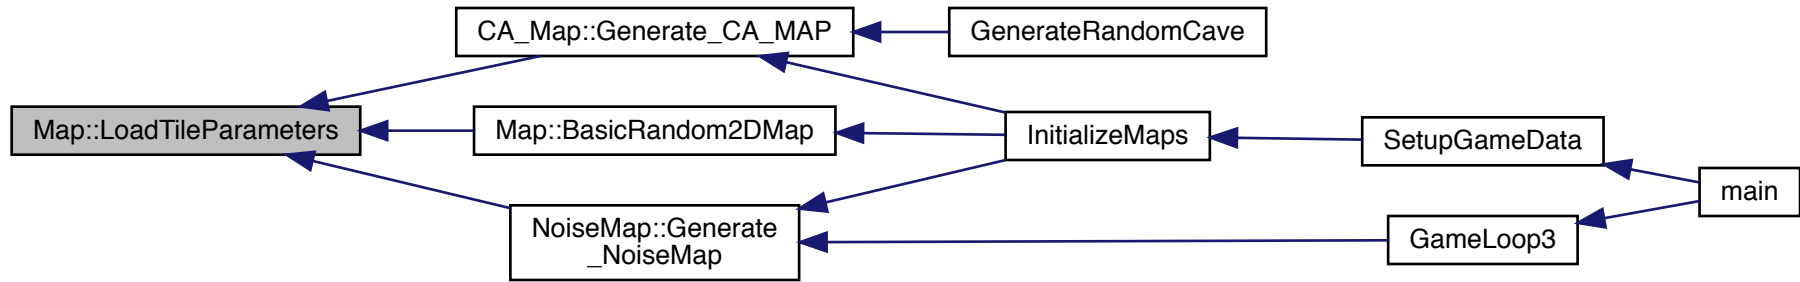 CA_Map::Generate_CA_MAP
GenerateRandomCave
Map::LoadTileParameters
Map::BasicRandom2DMap
InitializeMaps
SetupGameData
main
NoiseMap::Generate
_NoiseMap
GameLoop3